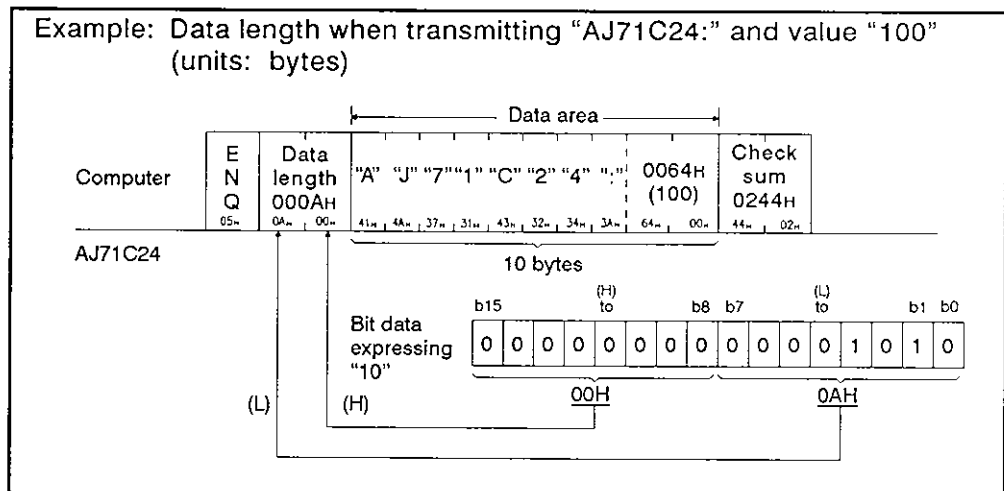 Example: Data length when transmitting “AJ71C24:” and value “100”
(units: bytes)
Data area
Computer
E
N
Q
05H
Data
length
000AH
0AH 00H
“A” “J” “7” “1” “C” “2” “4” “:”
41H 4AH 37H 31H 43H 32H 34H 3AH
0064H
(100)
64H 00H
Check
sum
0244H
44H 02H
AJ71C24
10 bytes
b15 (H) to b8 b7 (L) to b1 b0
Bit data
expressing
“10”
0 0 0 0 0 0 0 0 0 0 0 0 1 0 1 0
00H 0AH
(L) (H)